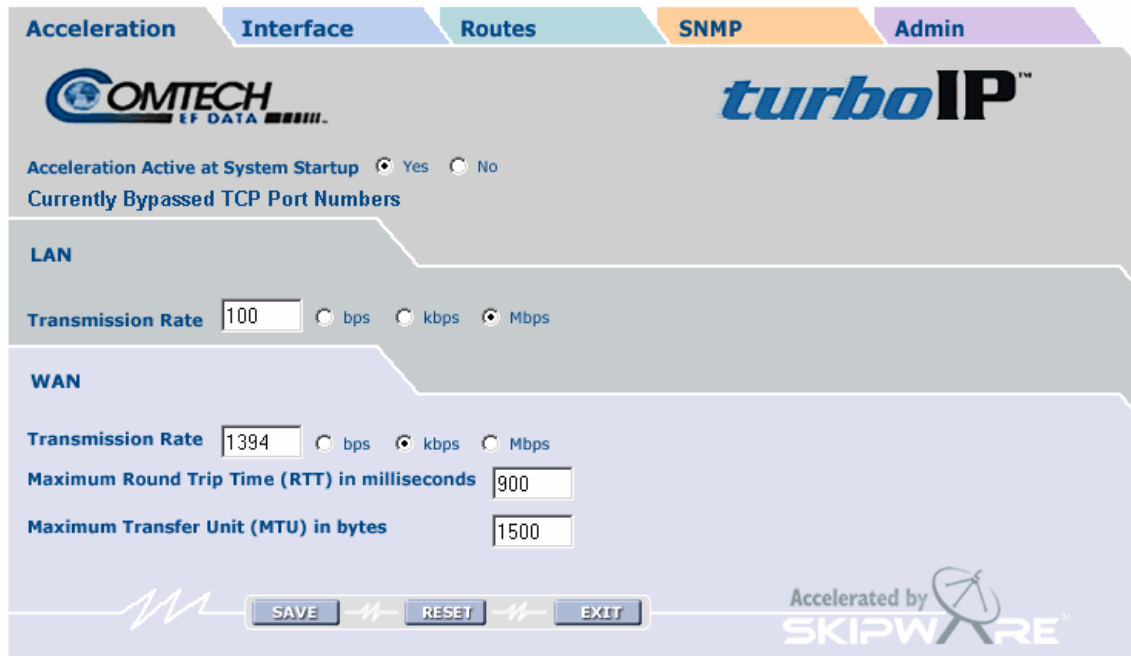 Acceleration Interface Routes SNMP Admin
COMTECH
EF DATA
turboIP™
Acceleration Active at System Startup Yes No
Currently Bypassed TCP Port Numbers
LAN
Transmission Rate 100 bps kbps Mbps
WAN
Transmission Rate 1394 bps kbps Mbps
Maximum Round Trip Time (RTT) in milliseconds 900
Maximum Transfer Unit (MTU) in bytes 1500
SAVE RESET EXIT
Accelerated by
SKIPWARE™